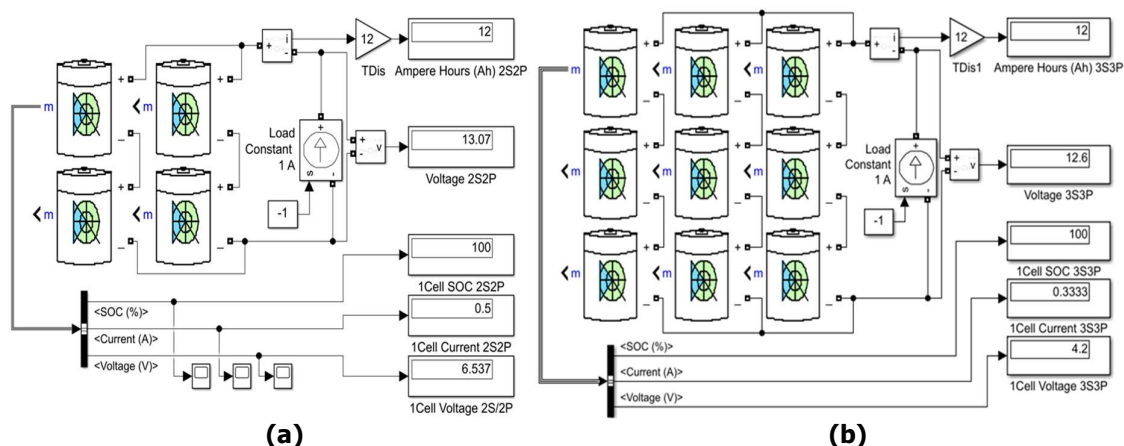 12
TDis
12
Ampere Hours (Ah) 2S2P
+ i
-
+ +
m m
_ _
Load
Constant
1 A
+
s -
+
- v
13.07
Voltage 2S2P
+ +
m m
_ _
-1
100
1Cell SOC 2S2P
<SOC (%)>
0.5
<Current (A)>
1Cell Current 2S2P
<Voltage (V)>
6.537
1Cell Voltage 2S/2P
(a)
12
TDis1
12
Ampere Hours (Ah) 3S3P
+ i
-
+ + +
m m m
_ _ _
Load
Constant
1 A
+
s -
+
- v
12.6
Voltage 3S3P
+ + +
m m m
_ _ _
-1
100
1Cell SOC 3S3P
+ + +
m m m
_ _ _
0.3333
1Cell Current 3S3P
<SOC (%)>
<Current (A)>
4.2
<Voltage (V)>
1Cell Voltage 3S3P
(b)